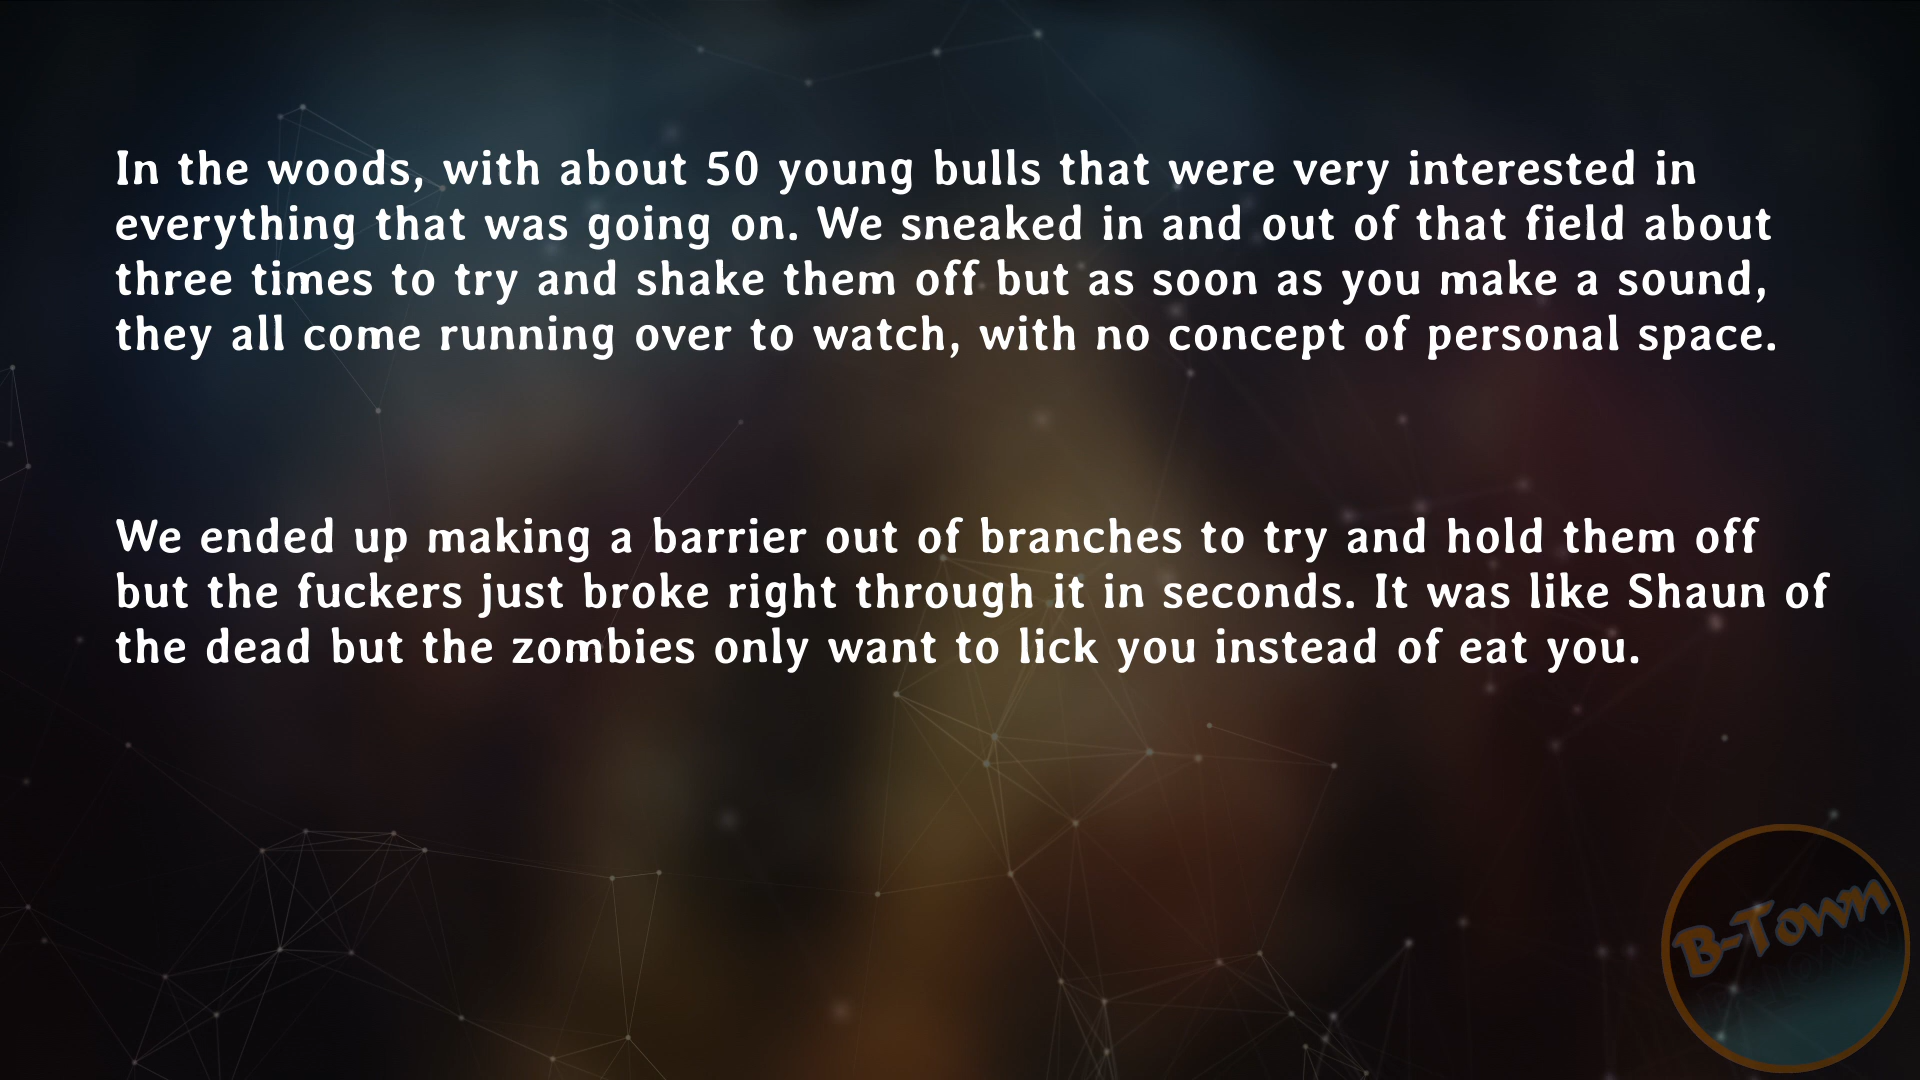 In the woods, with about 50 young bulls that were very interested in
everything that was going on. We sneaked in and out of that field about
three times to try and shake them off but as soon as you make a sound,
they all come running over to watch, with no concept of personal space.
We ended up making a barrier out of branches to try and hold them off
but the fuckers just broke right through it in seconds. It was like Shaun of
the dead but the zombies only want to lick you instead of eat you.
B-Town